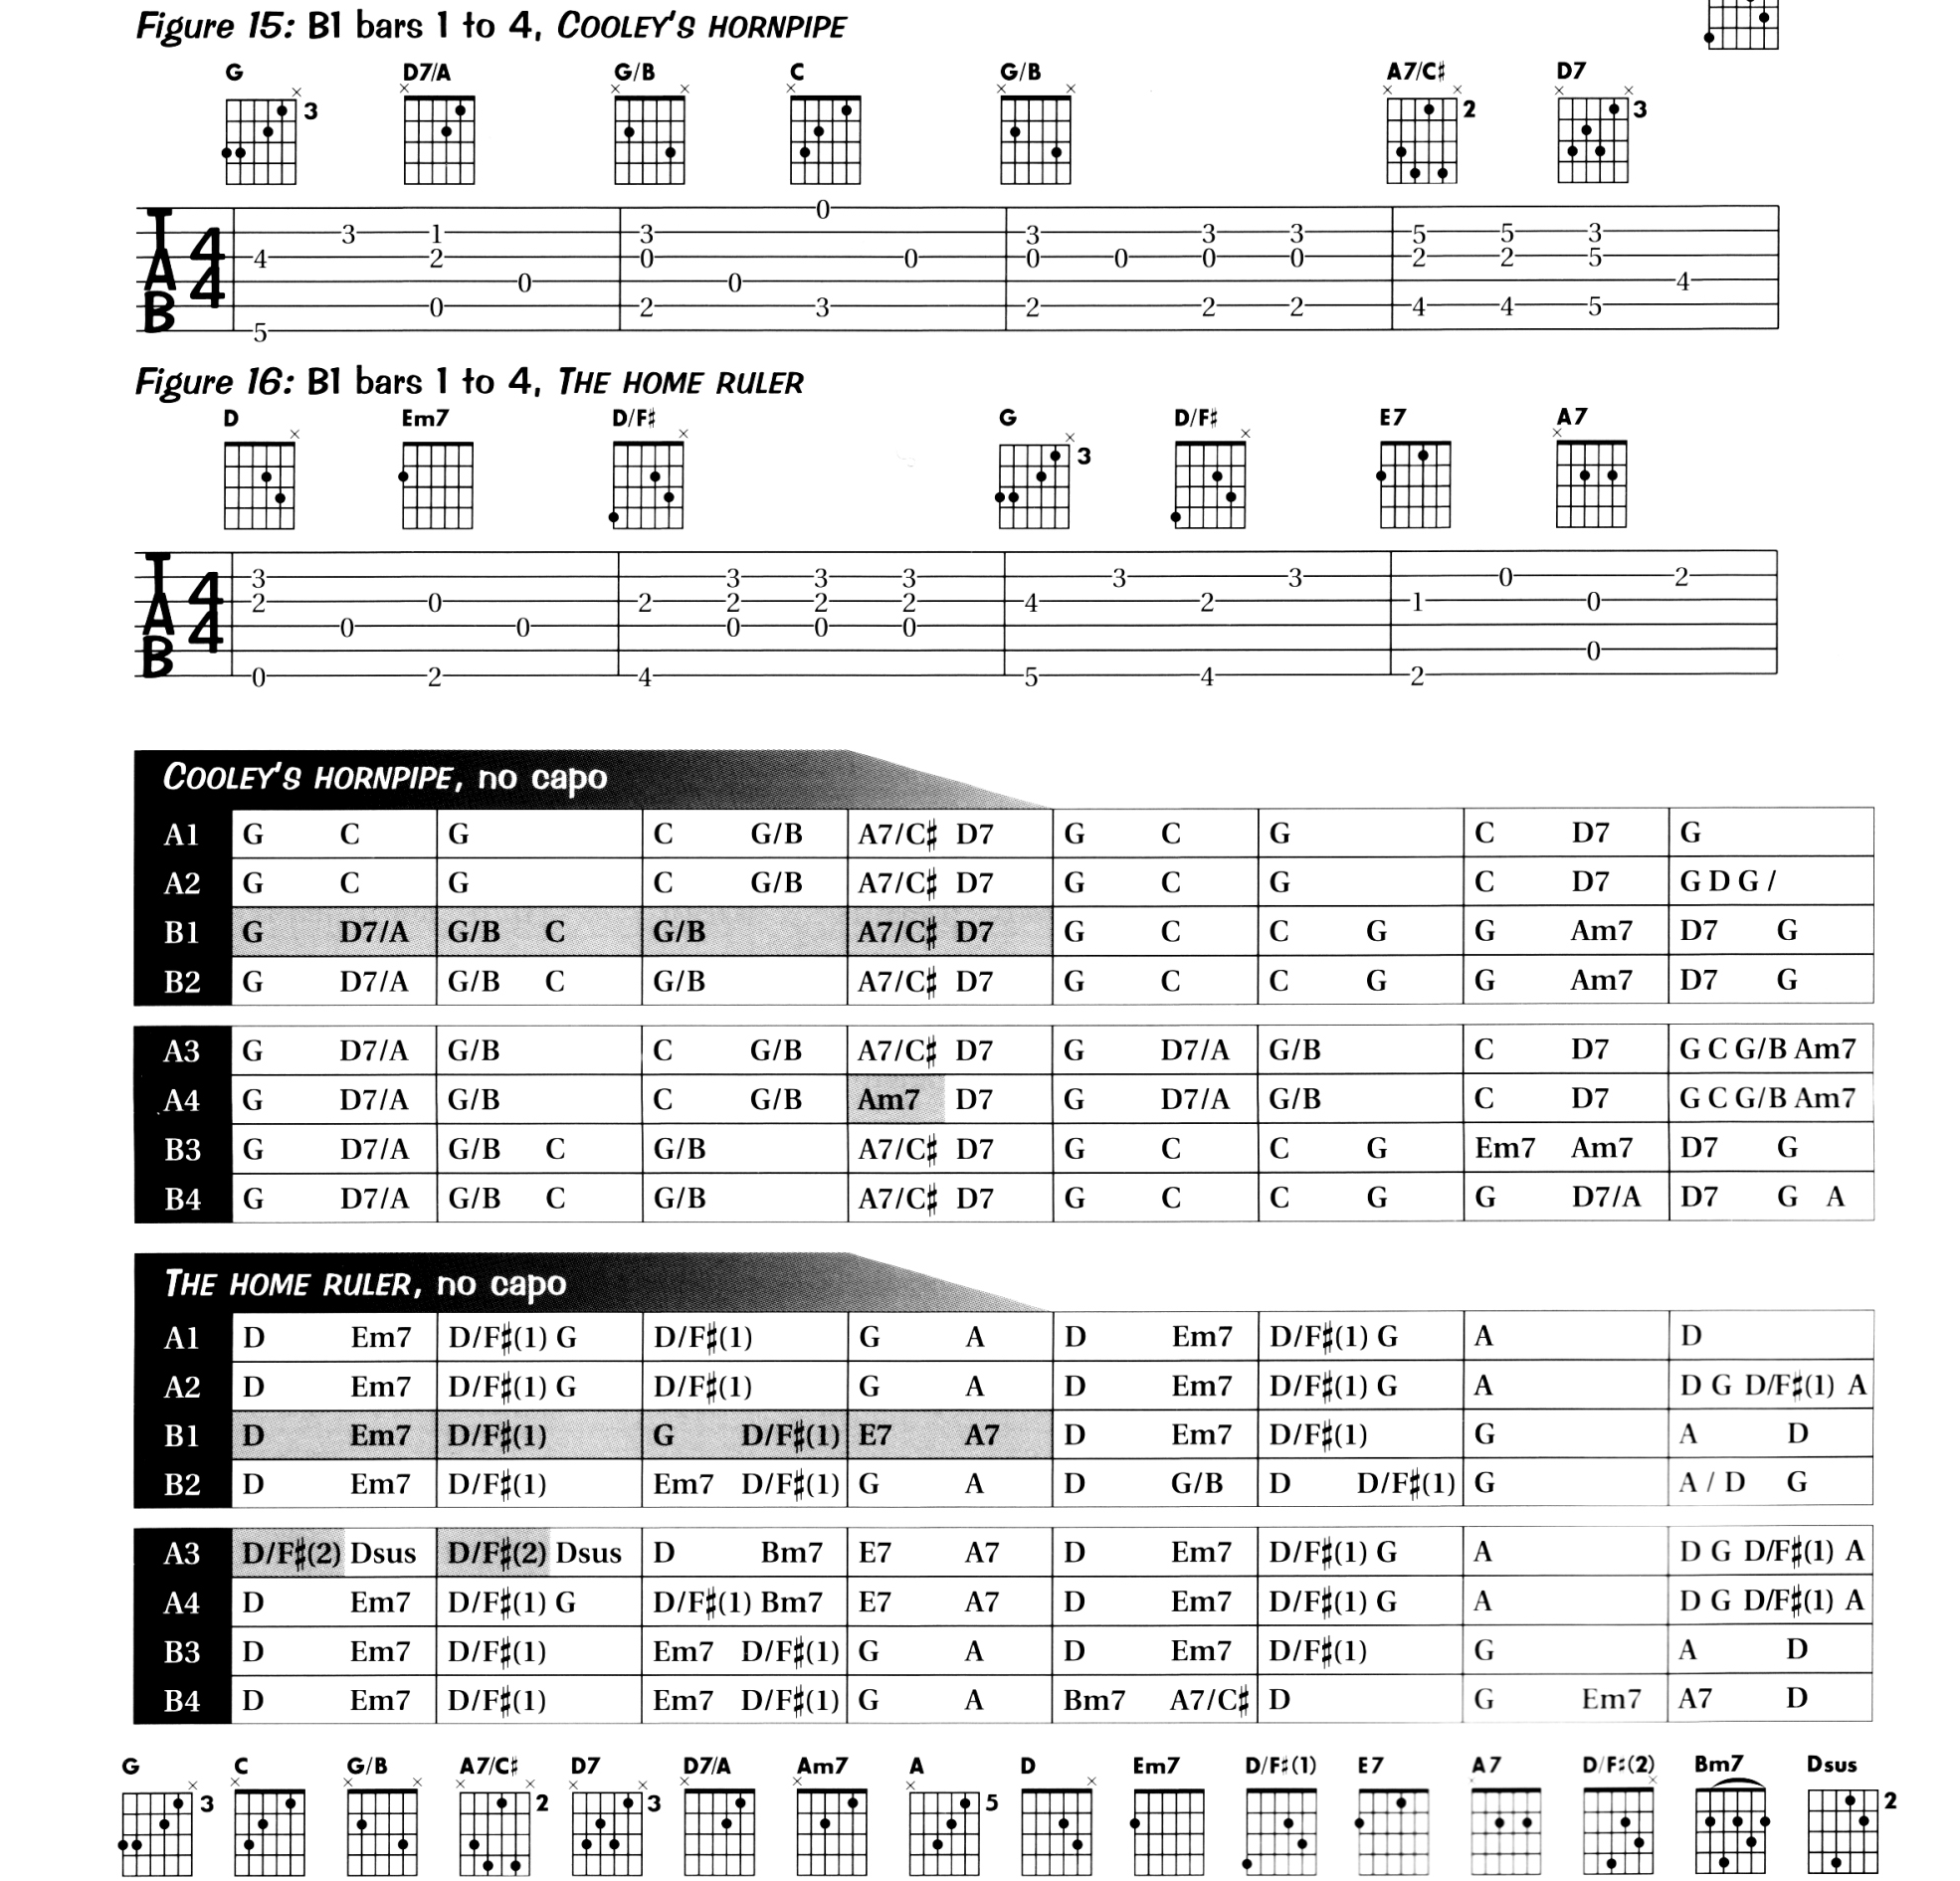 Figure 15: B1 bars 1 to 4, COOLEY'S HORNPIPE
G D7/A G/B C G/B A7/C♯ D7
× × × × × × × × × × ×
3 2 3
0
4 3 1 3 3 3 3 5 5 3
T A B 4 4
4 2 0 0 0 0 0 0 2 2 5
0 0 4
0 2 3 2 2 2 4 4 5
5
Figure 16: B1 bars 1 to 4, THE HOME RULER
D Em7 D/F♯ G D/F♯ E7 A7
× × × × ×
3
T A B 4 4
3 3 3 3 3 3 0 2
2 0 2 2 2 2 4 2 1 0
0 0 0 0 0
0
0 2 4 5 4 2
COOLEY'S HORNPIPE, no capo
A1 G C G C G/B A7/C♯ D7 G C G C D7 G
A2 G C G C G/B A7/C♯ D7 G C G C D7 G D G /
B1 G D7/A G/B C G/B A7/C♯ D7 G C C G G Am7 D7 G
B2 G D7/A G/B C G/B A7/C♯ D7 G C C G G Am7 D7 G
A3 G D7/A G/B C G/B A7/C♯ D7 G D7/A G/B C D7 G C G/B Am7
A4 G D7/A G/B C G/B Am7 D7 G D7/A G/B C D7 G C G/B Am7
B3 G D7/A G/B C G/B A7/C♯ D7 G C C G Em7 Am7 D7 G
B4 G D7/A G/B C G/B A7/C♯ D7 G C C G G D7/A D7 G A
THE HOME RULER, no capo
A1 D Em7 D/F♯(1) G D/F♯(1) G A D Em7 D/F♯(1) G A D
A2 D Em7 D/F♯(1) G D/F♯(1) G A D Em7 D/F♯(1) G A D G D/F♯(1) A
B1 D Em7 D/F♯(1) G D/F♯(1) E7 A7 D Em7 D/F♯(1) G A D
B2 D Em7 D/F♯(1) Em7 D/F♯(1) G A D G/B D D/F♯(1) G A / D G
A3 D/F♯(2) Dsus D/F♯(2) Dsus D Bm7 E7 A7 D Em7 D/F♯(1) G A D G D/F♯(1) A
A4 D Em7 D/F♯(1) G D/F♯(1) Bm7 E7 A7 D Em7 D/F♯(1) G A D G D/F♯(1) A
B3 D Em7 D/F♯(1) Em7 D/F♯(1) G A D Em7 D/F♯(1) G A D
B4 D Em7 D/F♯(1) Em7 D/F♯(1) G A Bm7 A7/C♯ D G Em7 A7 D
G C G/B A7/C♯ D7 D7/A Am7 A D Em7 D/F♯(1) E7 A7 D/F♯(2) Bm7 Dsus
× × × × × × × × × × × × × ×
3 2 3 5 2